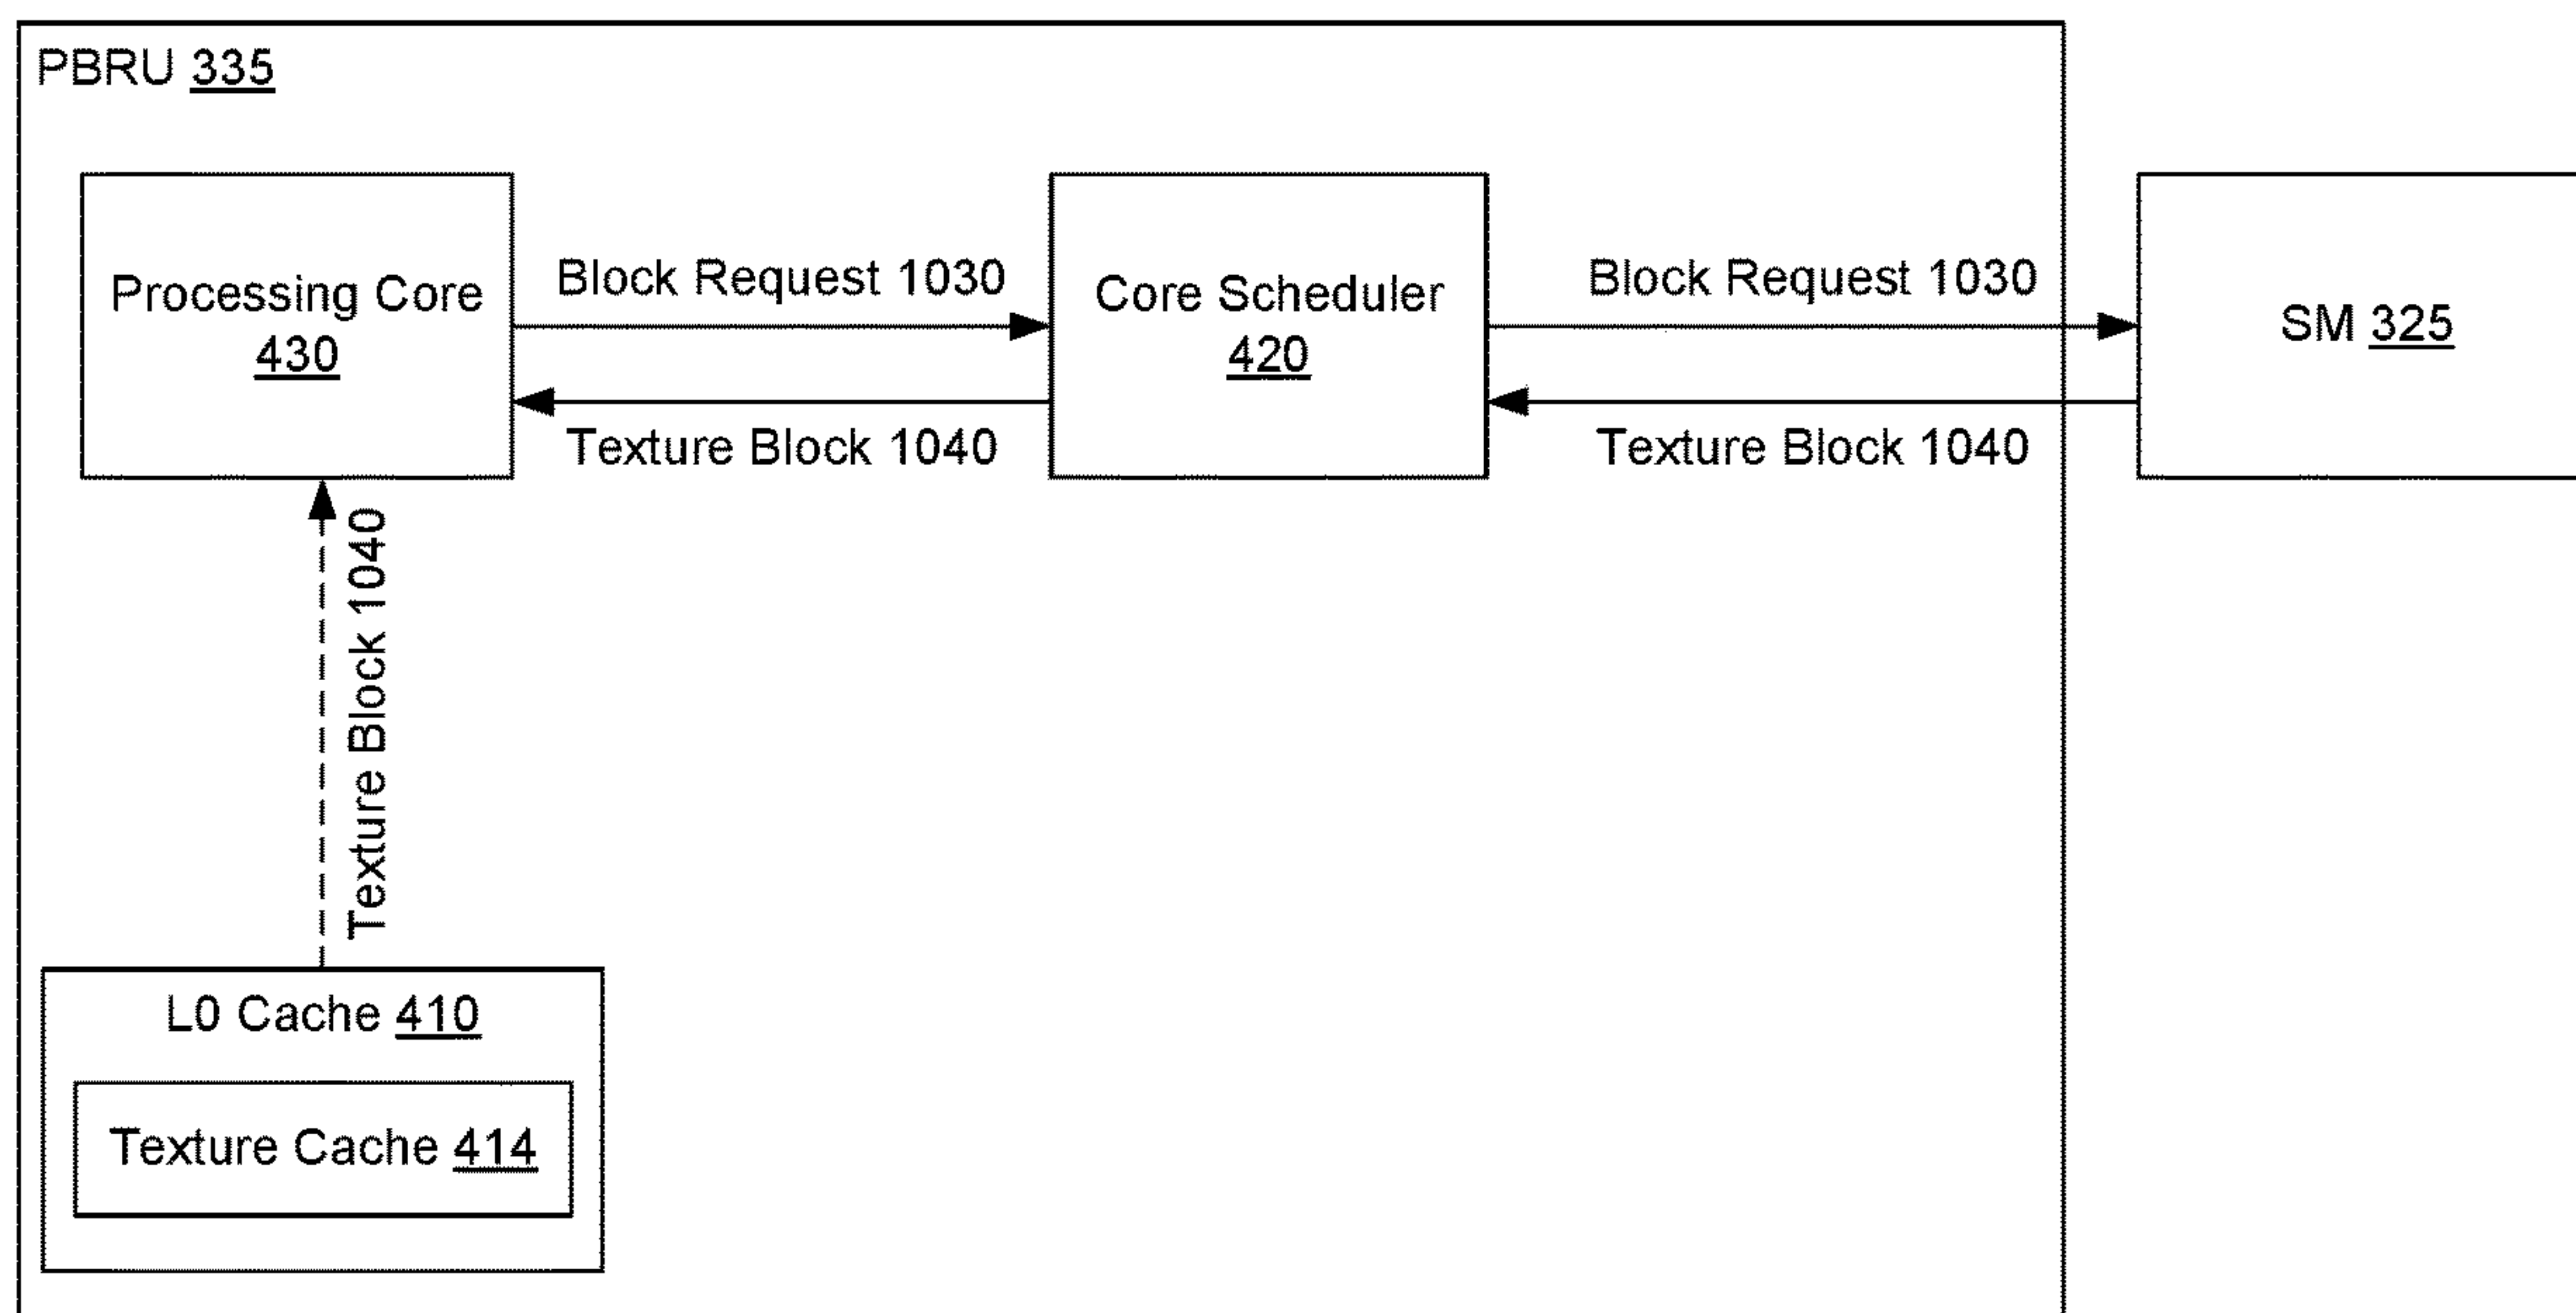 PBRU 335
Processing Core
430
Block Request 1030
Core Scheduler
420
Block Request 1030
SM 325
Texture Block 1040
Texture Block 1040
Texture Block 1040
L0 Cache 410
Texture Cache 414